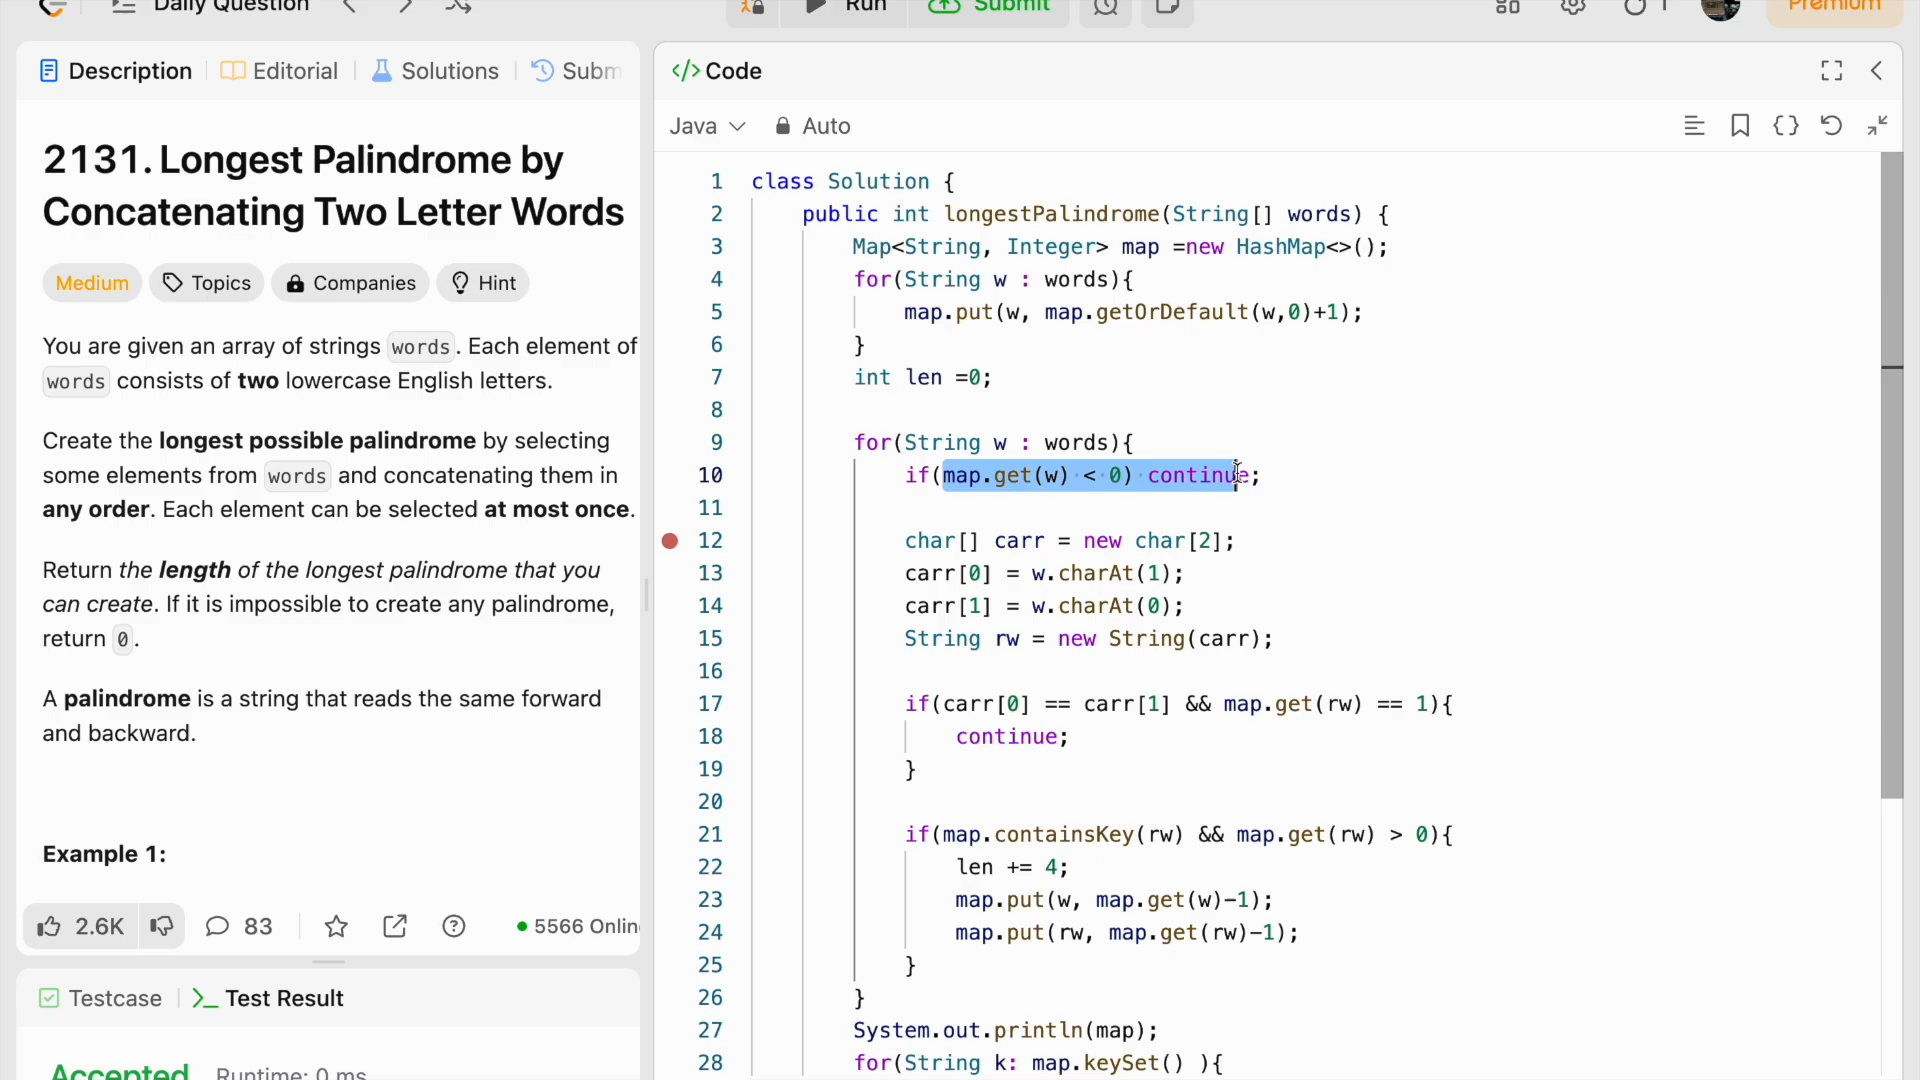 Daily Question
Run
Submit
1
Premium
Description
Editorial
Solutions
Subm
2131. Longest Palindrome by
Concatenating Two Letter Words
Medium
Topics
Companies
Hint
You are given an array of strings words. Each element of
words consists of two lowercase English letters.
Create the longest possible palindrome by selecting
some elements from words and concatenating them in
any order. Each element can be selected at most once.
Return the length of the longest palindrome that you
can create. If it is impossible to create any palindrome,
return 0.
A palindrome is a string that reads the same forward
and backward.
Example 1:
2.6K
83
5566 Onlin
Testcase
Test Result
Accepted
Runtime: 0 ms
</> Code
Java
Auto
1 class Solution {
2 public int longestPalindrome(String[] words) {
3 Map<String, Integer> map =new HashMap<>();
4 for(String w : words){
5 map.put(w, map.getOrDefault(w,0)+1);
6 }
7 int len =0;
8
9 for(String w : words){
10 if(map.get(w) < 0) continue;
11
12 char[] carr = new char[2];
13 carr[0] = w.charAt(1);
14 carr[1] = w.charAt(0);
15 String rw = new String(carr);
16
17 if(carr[0] == carr[1] && map.get(rw) == 1){
18 continue;
19 }
20
21 if(map.containsKey(rw) && map.get(rw) > 0){
22 len += 4;
23 map.put(w, map.get(w)-1);
24 map.put(rw, map.get(rw)-1);
25 }
26 }
27 System.out.println(map);
28 for(String k: map.keySet() ){